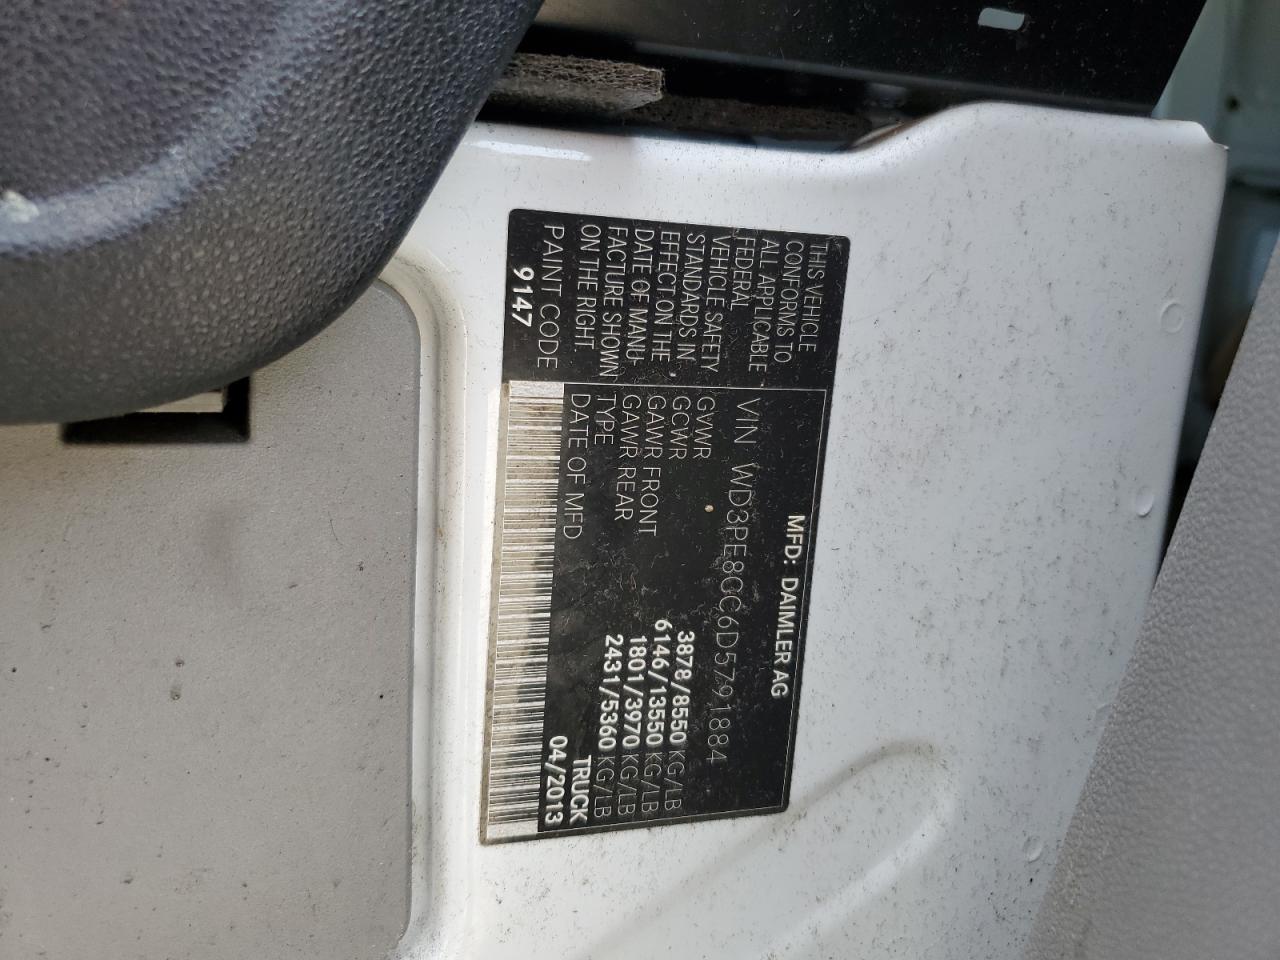 MFD: DAIMLER AG
THIS VEHICLE
CONFORMS TO
ALL APPLICABLE
FEDERAL
VEHICLE SAFETY
STANDARDS IN
EFFECT ON THE
DATE OF MANU-
FACTURE SHOWN
ON THE RIGHT.
PAINT CODE
9147
VIN WD3PE8CC6D5791884
GVWR 3878/8550 KG/LB
GCWR 6146/13550 KG/LB
GAWR FRONT 1801/3970 KG/LB
GAWR REAR 2431/5360 KG/LB
TYPE TRUCK
DATE OF MFD 04/2013